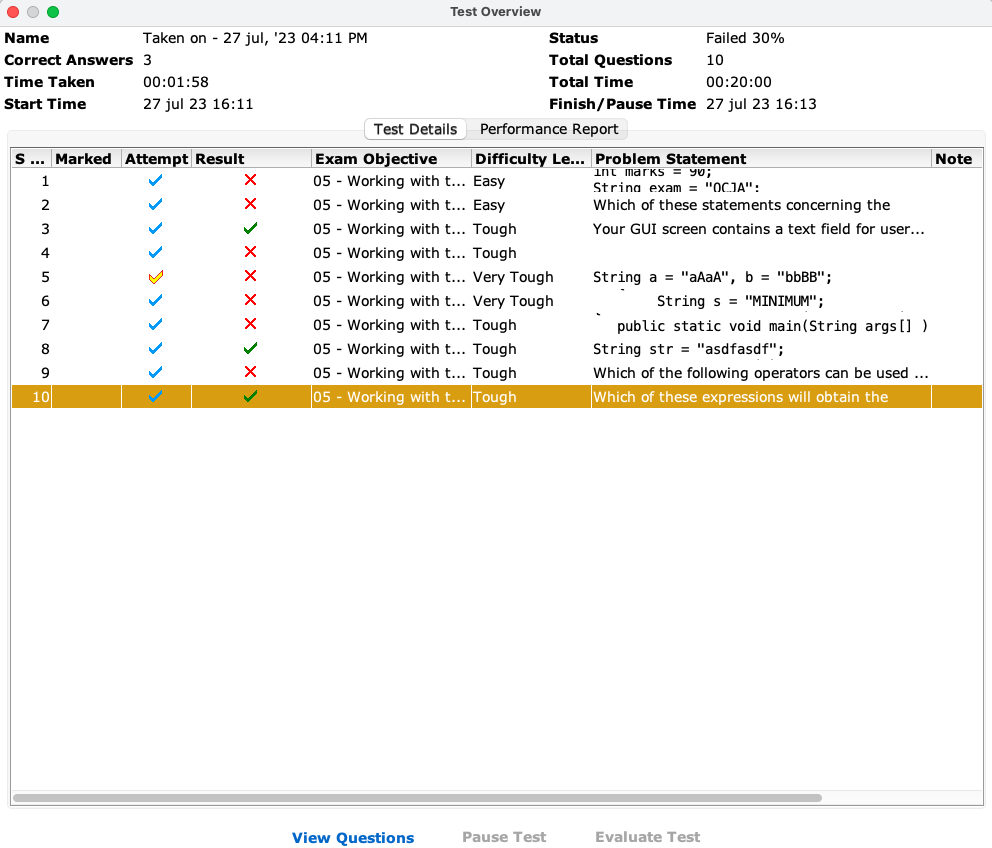 Test Overview
Name Taken on - 27 jul, '23 04:11 PM Status Failed 30%
Correct Answers 3 Total Questions 10
Time Taken 00:01:58 Total Time 00:20:00
Start Time 27 jul 23 16:11 Finish/Pause Time 27 jul 23 16:13
Test Details Performance Report
S ... Marked Attempt Result Exam Objective Difficulty Le... Problem Statement Note
1 05 - Working with t... Easy int marks = 90;
String exam = "OCJA";
2 05 - Working with t... Easy Which of these statements concerning the
3 05 - Working with t... Tough Your GUI screen contains a text field for user...
4 05 - Working with t... Tough
5 05 - Working with t... Very Tough String a = "aAaA", b = "bbBB";
6 05 - Working with t... Very Tough String s = "MINIMUM";
7 05 - Working with t... Tough public static void main(String args[] )
8 05 - Working with t... Tough String str = "asdfasdf";
9 05 - Working with t... Tough Which of the following operators can be used ...
10 05 - Working with t... Tough Which of these expressions will obtain the
View Questions Pause Test Evaluate Test